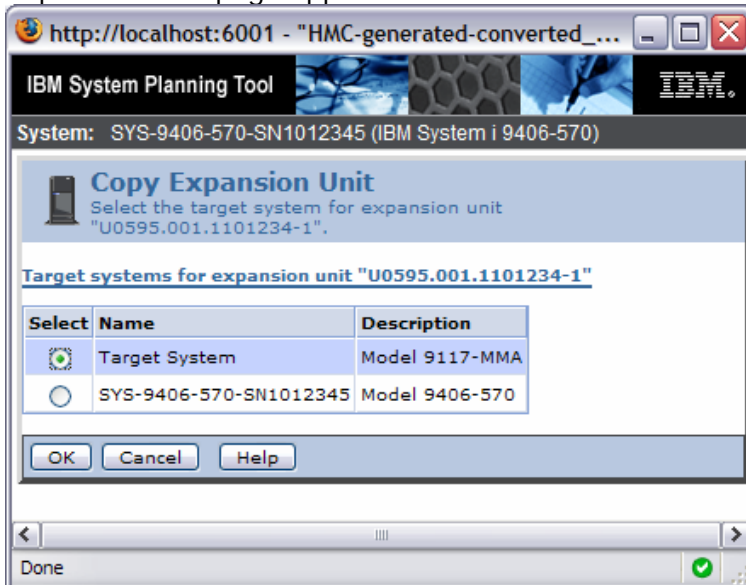 http://localhost:6001 - "HMC-generated-converted_...
IBM System Planning Tool
IBM.
System: SYS-9406-570-SN1012345 (IBM System i 9406-570)
Copy Expansion Unit
Select the target system for expansion unit
"U0595.001.1101234-1".
Target systems for expansion unit "U0595.001.1101234-1"
Select Name Description
Target System Model 9117-MMA
SYS-9406-570-SN1012345 Model 9406-570
OK Cancel Help
Done